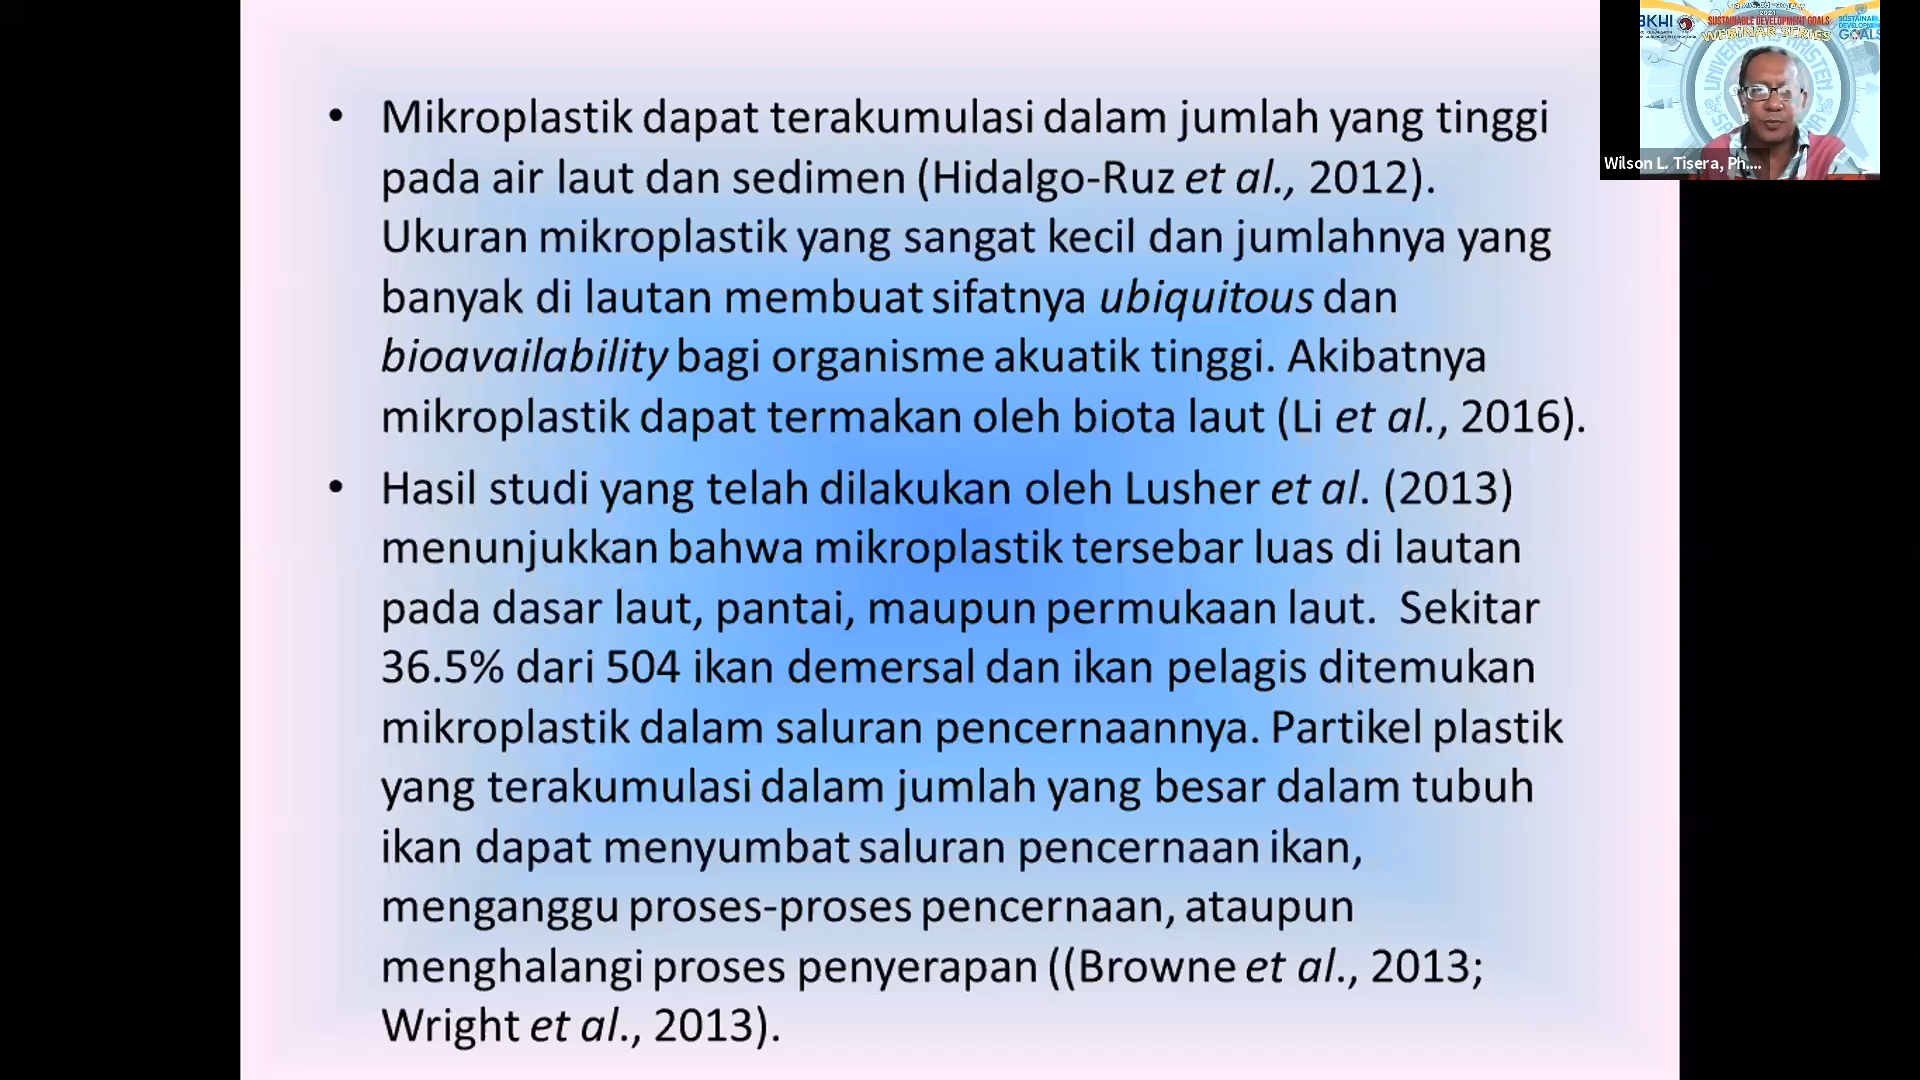 • Mikroplastik dapat terakumulasi dalam jumlah yang tinggi
pada air laut dan sedimen (Hidalgo-Ruz et al., 2012).
Ukuran mikroplastik yang sangat kecil dan jumlahnya yang
banyak di lautan membuat sifatnya ubiquitous dan
bioavailability bagi organisme akuatik tinggi. Akibatnya
mikroplastik dapat termakan oleh biota laut (Li et al., 2016).
• Hasil studi yang telah dilakukan oleh Lusher et al. (2013)
menunjukkan bahwa mikroplastik tersebar luas di lautan
pada dasar laut, pantai, maupun permukaan laut. Sekitar
36.5% dari 504 ikan demersal dan ikan pelagis ditemukan
mikroplastik dalam saluran pencernaannya. Partikel plastik
yang terakumulasi dalam jumlah yang besar dalam tubuh
ikan dapat menyumbat saluran pencernaan ikan,
menganggu proses-proses pencernaan, ataupun
menghalangi proses penyerapan ((Browne et al., 2013;
Wright et al., 2013).
2021
BKHI
SUSTAINABLE DEVELOPMENT GOALS
WEBINAR SERIES
SUSTAINABLE
DEVELOPMENT
GOALS
Wilson L. Tisera, Ph....